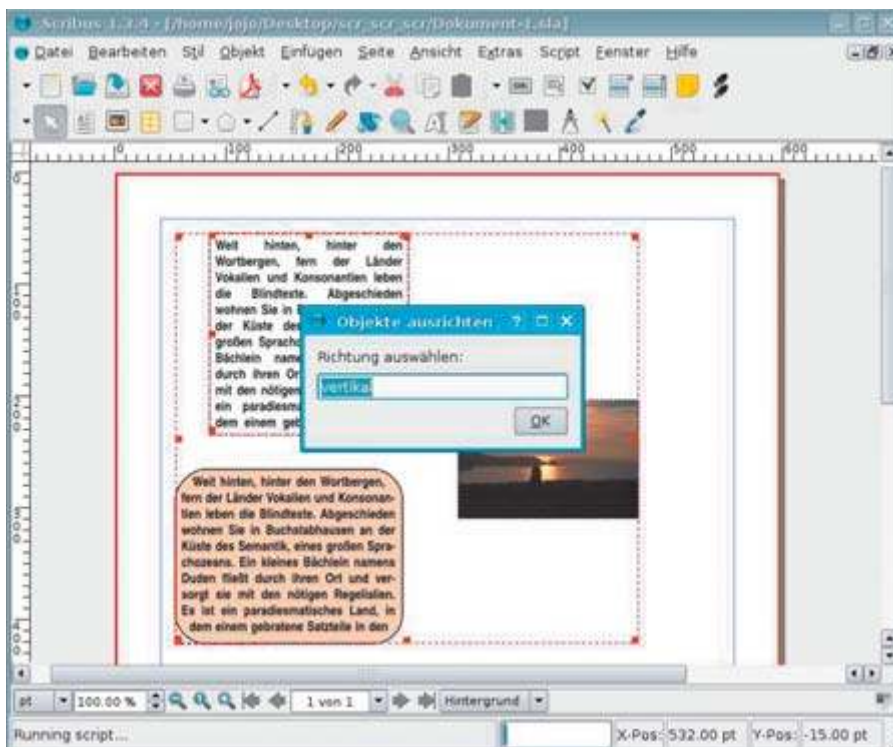 Scribus 1.3.4 - [/home/jojo/Desktop/scr_scr_scr/Dokument-1.sla]
Datei Bearbeiten Stil Objekt Einfügen Seite Ansicht Extras Script Fenster Hilfe
0 100 200 300 400 500 600
0
100
200
300
400
Weit hinten, hinter den
Wortbergen, fern der Länder
Vokalien und Konsonantien leben
die Blindtexte. Abgeschieden
wohnen Sie in
der Küste des
großen
Bächlein name
durch ihren Or
mit den nötigen
ein paradiesma
dem einem geb
Objekte ausrichten
Richtung auswählen:
vertikal
OK
Weit hinten, hinter den Wortbergen,
fern der Länder Vokalien und Konsonan-
tien leben die Blindtexte. Abgeschieden
wohnen Sie in Buchstabhausen an der
Küste des Semantik, eines großen Spra-
chozeans. Ein kleines Bächlein namens
Duden fließt durch ihren Ort und ver-
sorgt sie mit den nötigen Regelialien.
Es ist ein paradiesmatisches Land, in
dem einem gebratene Satzteile in den
pt 100.00 % 1 von 1 Hintergrund
Running script... X-Pos: 532.00 pt Y-Pos: -15.00 pt